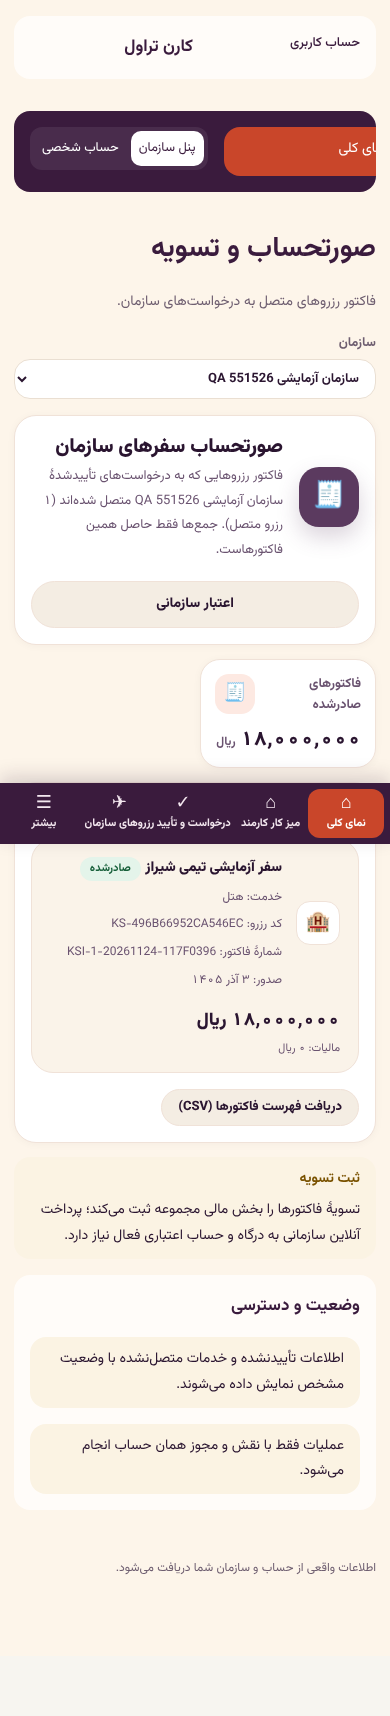 حساب کاربری
کارن تراول
ای کلی
پنل سازمان
حساب شخصی
صورتحساب و تسویه
فاکتور رزروهای متصل به درخواست‌های سازمان.
سازمان
سازمان آزمایشی QA 551526
صورتحساب سفرهای سازمان
فاکتور رزروهایی که به درخواست‌های تأییدشدهٔ
سازمان آزمایشی QA 551526 متصل شده‌اند (۱
رزرو متصل). جمع‌ها فقط حاصل همین
فاکتورهاست.
اعتبار سازمانی
فاکتورهای
صادرشده
۱۸,۰۰۰,۰۰۰ ریال
نمای کلی
میز کار کارمند
درخواست و تأیید
رزروهای سازمان
بیشتر
سفر آزمایشی تیمی شیراز
صادرشده
خدمت: هتل
کد رزرو: KS-496B66952CA546EC
شمارهٔ فاکتور: KSI-1-20261124-117F0396
صدور: ۳ آذر ۱۴۰۵
۱۸,۰۰۰,۰۰۰ ریال
مالیات: ۰ ریال
دریافت فهرست فاکتورها (CSV)
ثبت تسویه
تسویهٔ فاکتورها را بخش مالی مجموعه ثبت می‌کند؛ پرداخت
آنلاین سازمانی به درگاه و حساب اعتباری فعال نیاز دارد.
وضعیت و دسترسی
اطلاعات تأییدنشده و خدمات متصل‌نشده با وضعیت
مشخص نمایش داده می‌شوند.
عملیات فقط با نقش و مجوز همان حساب انجام
می‌شود.
اطلاعات واقعی از حساب و سازمان شما دریافت می‌شود.